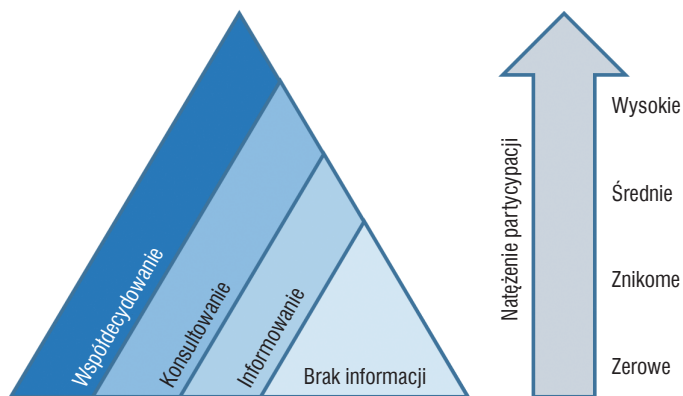 Współdecydowanie
Konsultowanie
Informowanie
Brak informacji
Natężenie partycypacji
Wysokie
Średnie
Znikome
Zerowe